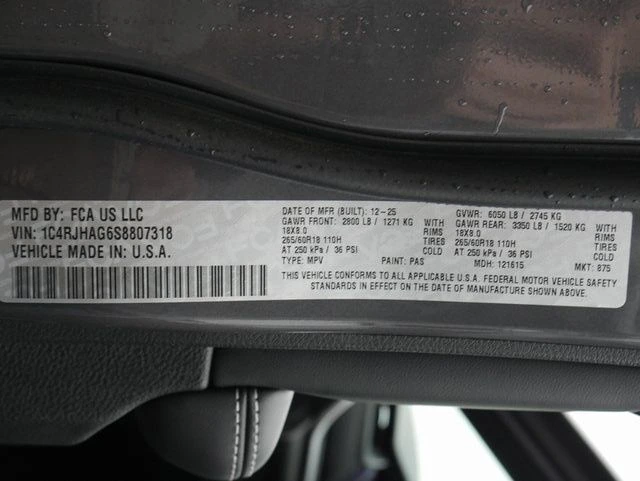 MFD BY: FCA US LLC
VIN: 1C4RJHAG6S8807318
VEHICLE MADE IN U.S.A.
DATE OF MFR (BUILT): 12-25 GVWR: 6050 LB / 2745 KG
GAWR FRONT: 2800 LB / 1271 KG WITH GAWR REAR: 3350 LB / 1520 KG WITH
18X8.0 RIMS 18X8.0 RIMS
265/60R18 110H TIRES 265/60R18 110H TIRES
AT 250 kPa / 36 PSI COLD AT 250 kPa / 36 PSI COLD
TYPE: MPV PAINT: PAS MDH: 121615 MKT: 875
THIS VEHICLE CONFORMS TO ALL APPLICABLE U.S.A. FEDERAL MOTOR VEHICLE SAFETY
STANDARDS IN EFFECT ON THE DATE OF MANUFACTURE SHOWN ABOVE.